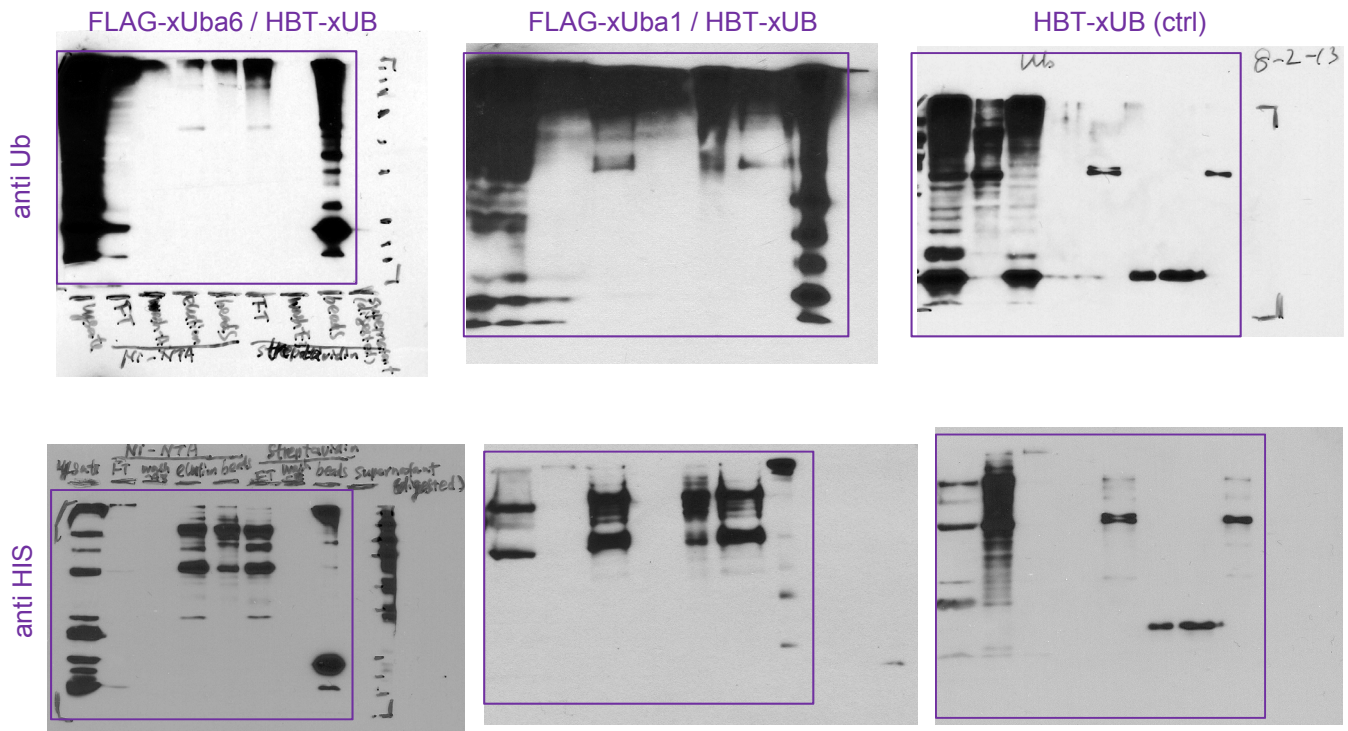 FLAG-xUba6 / HBT-xUB
FLAG-xUba1 / HBT-xUB
HBT-xUB (ctrl)
anti Ub
Ub
8-2-13
lysate
FT
wash
elution
beads
FT
wash
beads
supernatant
(digested)
Ni-NTA
streptavidin
anti HIS
Ni-NTA
Streptavidin
lysate FT wash elution beads FT wash beads supernatant
(digested)